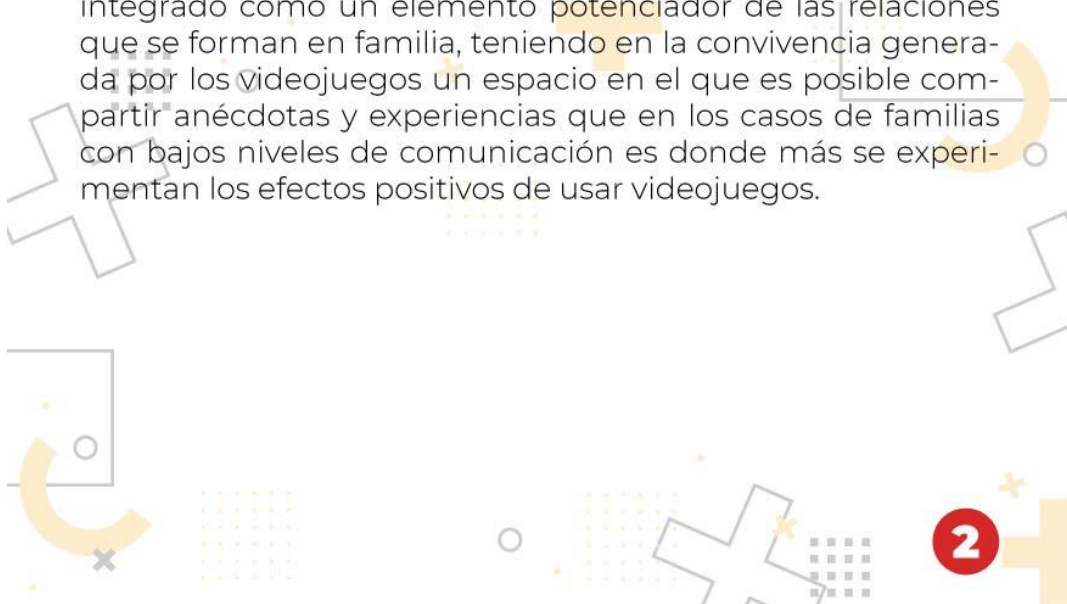 integrado como un elemento potenciador de las relaciones
que se forman en familia, teniendo en la convivencia genera-
da por los videojuegos un espacio en el que es posible com-
partir anécdotas y experiencias que en los casos de familias
con bajos niveles de comunicación es donde más se experi-
mentan los efectos positivos de usar videojuegos.
2